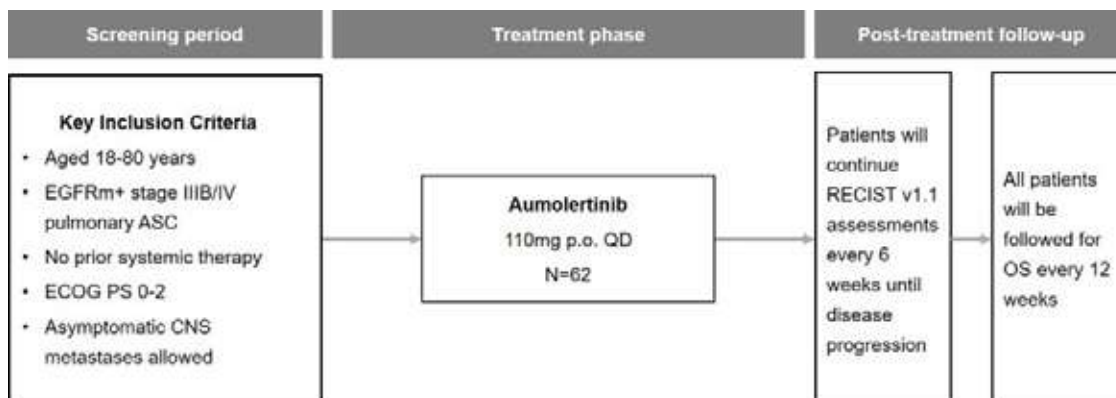 Screening period
Treatment phase
Post-treatment follow-up
Key Inclusion Criteria
• Aged 18-80 years
• EGFRm+ stage IIIB/IV
pulmonary ASC
• No prior systemic therapy
• ECOG PS 0-2
• Asymptomatic CNS
metastases allowed
Aumolertinib
110mg p.o. QD
N=62
Patients will
continue
RECIST v1.1
assessments
every 6
weeks until
disease
progression
All patients
will be
followed for
OS every 12
weeks